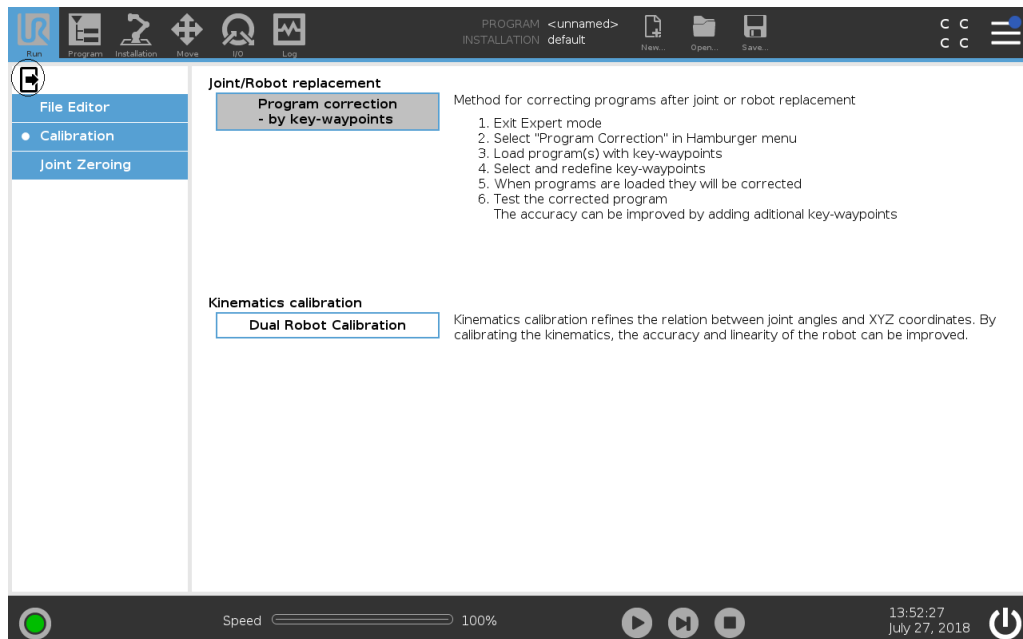 UR
PROGRAM <unnamed>
INSTALLATION default
C C
C C
Run Program Installation Move I/O Log New... Open... Save...
Joint/Robot replacement
File Editor
Calibration
Joint Zeroing
Program correction
- by key-waypoints
Method for correcting programs after joint or robot replacement
1. Exit Expert mode
2. Select "Program Correction" in Hamburger menu
3. Load program(s) with key-waypoints
4. Select and redefine key-waypoints
5. When programs are loaded they will be corrected
6. Test the corrected program
The accuracy can be improved by adding aditional key-waypoints
Kinematics calibration
Dual Robot Calibration
Kinematics calibration refines the relation between joint angles and XYZ coordinates. By
calibrating the kinematics, the accuracy and linearity of the robot can be improved.
Speed 100%
13:52:27
July 27, 2018